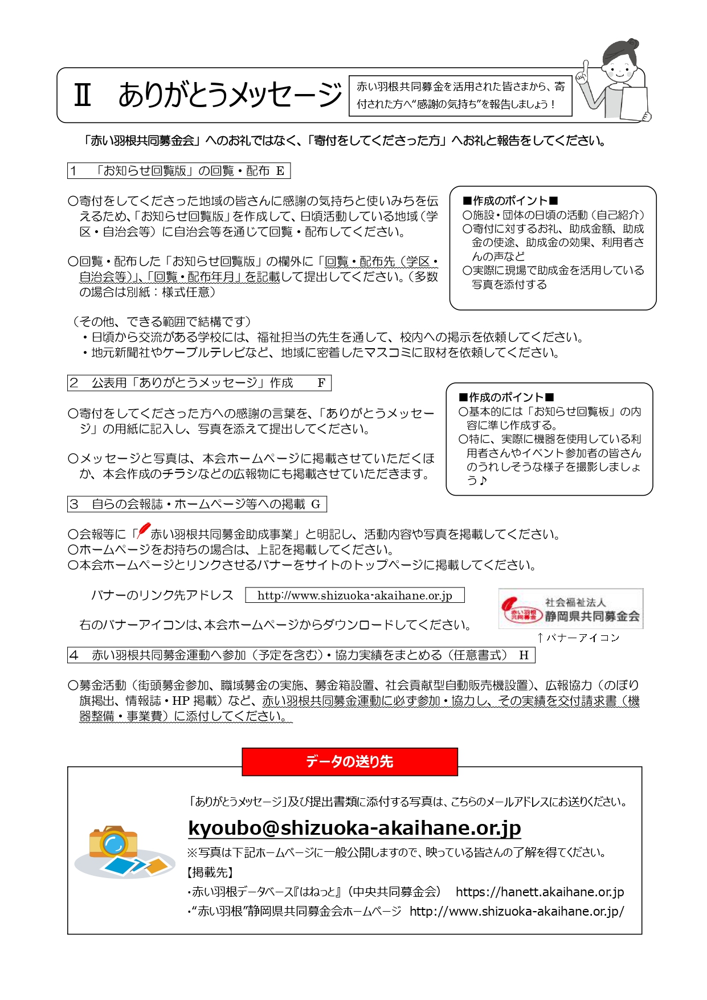 Ⅱ　ありがとうメッセージ
赤い羽根共同募金を活用された皆さまから、寄
付された方へ“感謝の気持ち”を報告しましょう！
「赤い羽根共同募金会」へのお礼ではなく、「寄付をしてくださった方」へお礼と報告をしてください。
１　「お知らせ回覧版」の回覧・配布 E
〇寄付をしてくださった地域の皆さんに感謝の気持ちと使いみちを伝
えるため、「お知らせ回覧版」を作成して、日頃活動している地域（学
区・自治会等）に自治会等を通じて回覧・配布してください。
〇回覧・配布した「お知らせ回覧版」の欄外に「回覧・配布先（学区・
自治会等）」、「回覧・配布年月」を記載して提出してください。（多数
の場合は別紙：様式任意）
■作成のポイント■
〇施設・団体の日頃の活動（自己紹介）
〇寄付に対するお礼、助成金額、助成
金の使途、助成金の効果、利用者さ
んの声など
〇実際に現場で助成金を活用している
写真を添付する
（その他、できる範囲で結構です）
・日頃から交流がある学校には、福祉担当の先生を通して、校内への掲示を依頼してください。
・地元新聞社やケーブルテレビなど、地域に密着したマスコミに取材を依頼してください。
２　公表用「ありがとうメッセージ」作成　　F
〇寄付をしてくださった方への感謝の言葉を、「ありがとうメッセー
ジ」の用紙に記入し、写真を添えて提出してください。
〇メッセージと写真は、本会ホームページに掲載させていただくほ
か、本会作成のチラシなどの広報物にも掲載させていただきます。
■作成のポイント■
〇基本的には「お知らせ回覧板」の内
容に準じ作成する。
〇特に、実際に機器を使用している利
用者さんやイベント参加者の皆さん
のうれしそうな様子を撮影しましょ
う♪
３　自らの会報誌・ホームページ等への掲載 G
〇会報等に「赤い羽根共同募金助成事業」と明記し、活動内容や写真を掲載してください。
〇ホームページをお持ちの場合は、上記を掲載してください。
〇本会ホームページとリンクさせるバナーをサイトのトップページに掲載してください。
バナーのリンク先アドレス　http://www.shizuoka-akaihane.or.jp
右のバナーアイコンは、本会ホームページからダウンロードしてください。
赤い羽根
共同募金
社会福祉法人
静岡県共同募金会
↑バナーアイコン
４　赤い羽根共同募金運動へ参加（予定を含む）・協力実績をまとめる（任意書式）　H
〇募金活動（街頭募金参加、職域募金の実施、募金箱設置、社会貢献型自動販売機設置）、広報協力（のぼり
旗掲出、情報誌・HP 掲載）など、赤い羽根共同募金運動に必ず参加・協力し、その実績を交付請求書（機
器整備・事業費）に添付してください。
データの送り先
「ありがとうメッセージ」及び提出書類に添付する写真は、こちらのメールアドレスにお送りください。
kyoubo@shizuoka-akaihane.or.jp
※写真は下記ホームページに一般公開しますので、映っている皆さんの了解を得てください。
【掲載先】
・赤い羽根データベース『はねっと』（中央共同募金会）　https://hanett.akaihane.or.jp
・“赤い羽根”静岡県共同募金会ホームページ　http://www.shizuoka-akaihane.or.jp/